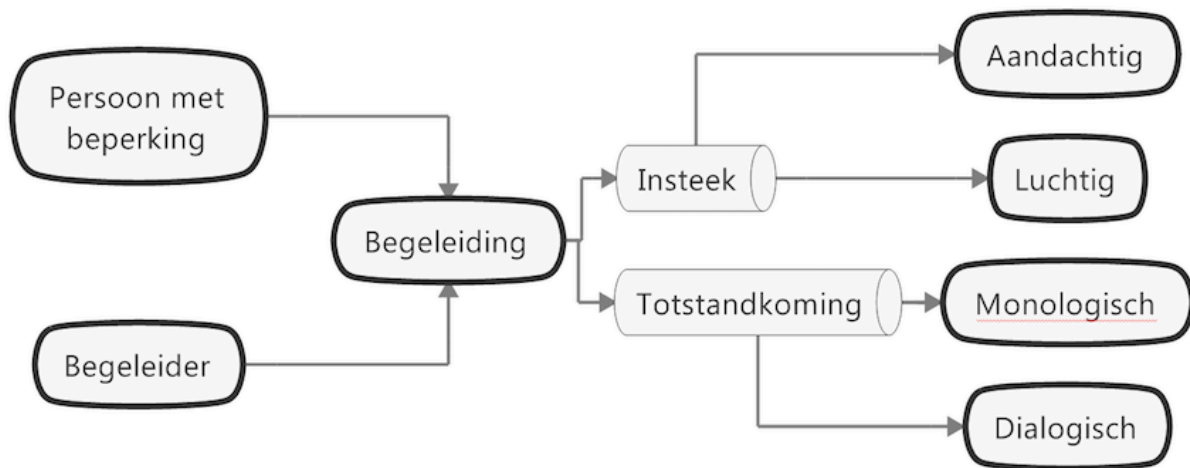 Persoon met
beperking
Begeleider
Begeleiding
Insteek
Totstandkoming
Aandachtig
Luchtig
Monologisch
Dialogisch